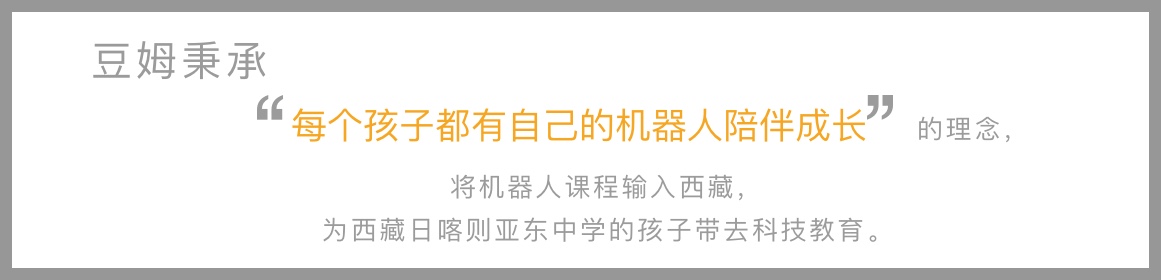 豆姆秉承
“每个孩子都有自己的机器人陪伴成长”的理念，
将机器人课程输入西藏，
为西藏日喀则亚东中学的孩子带去科技教育。